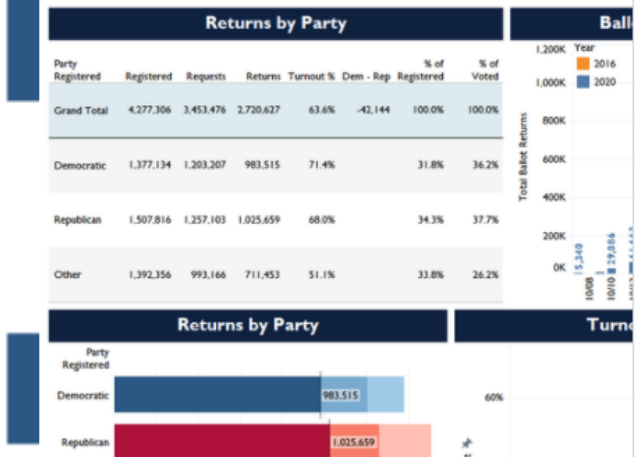 Returns by Party
Ball
Party Registered Registered Requests Returns Turnout % Dem - Rep % of Registered % of Voted
Grand Total 4,277,306 3,453,476 2,720,627 63.6% -42,144 100.0% 100.0%
Democratic 1,377,134 1,203,207 983,515 71.4% 31.8% 36.2%
Republican 1,507,816 1,257,103 1,025,659 68.0% 34.3% 37.7%
Other 1,392,356 993,166 711,453 51.1% 33.8% 26.2%
Total Ballot Returns
1,200K
1,000K
800K
600K
400K
200K
0K
Year
2016
2020
15,340
29,086
10/08
10/10
Returns by Party
Turno
Party
Registered
Democratic 983,515
Republican 1,025,659
60%